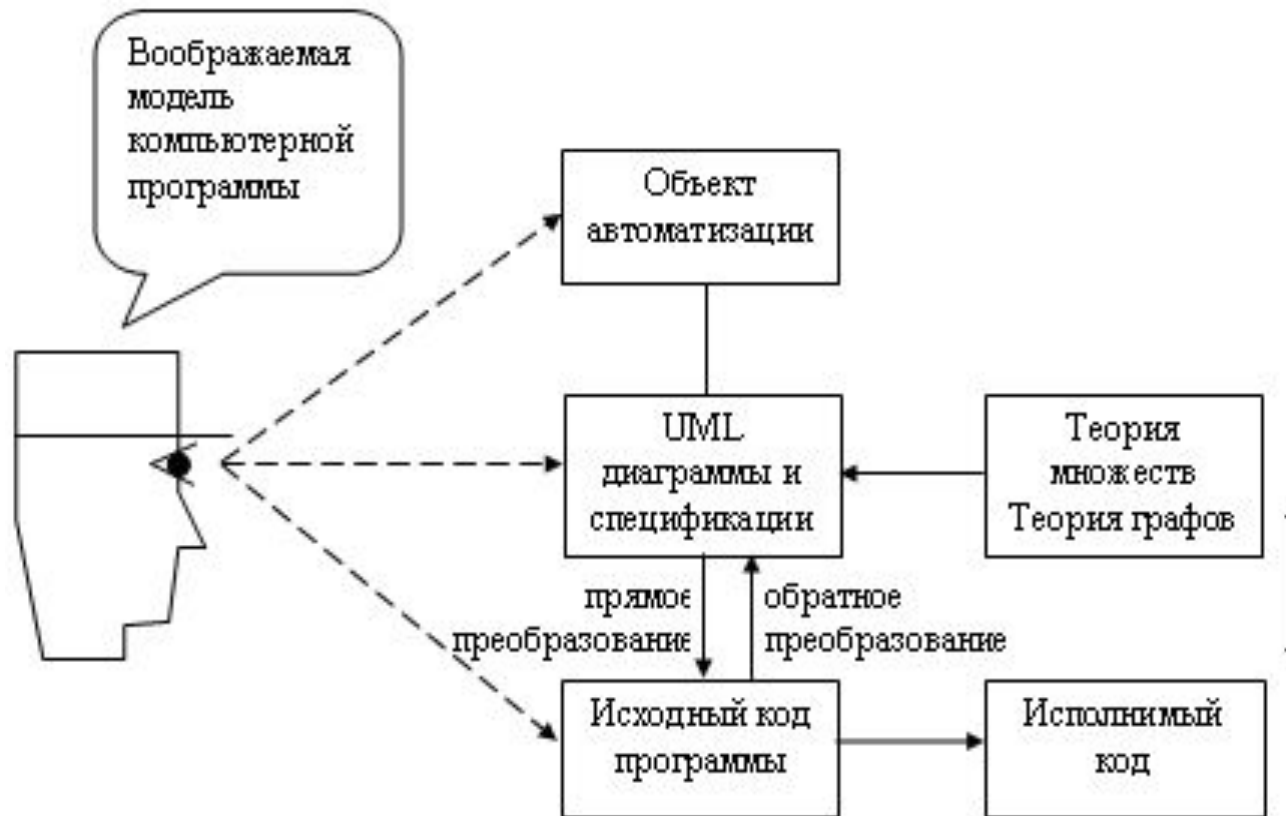 Воображаемая
модель
компьютерной
программы
Объект
автоматизации
UML
диаграммы и
спецификации
Теория
множеств
Теория графов
прямое
преобразование
обратное
преобразование
Исходный код
программы
Исполнимый
код